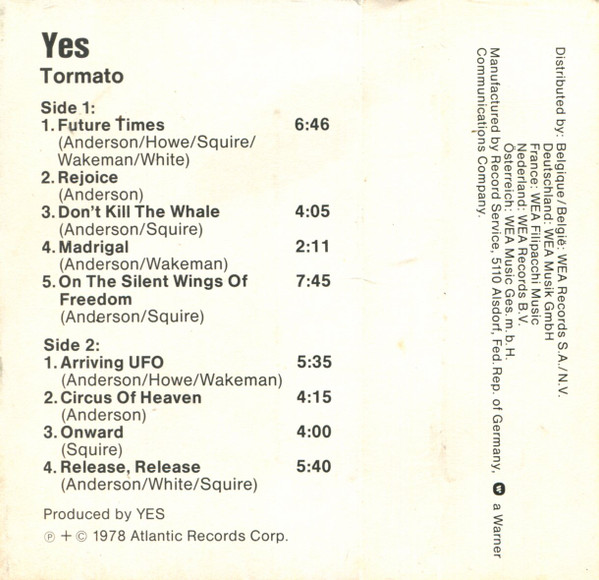 Yes
Tormato
Side 1:
1. Future Times 6:46
(Anderson/Howe/Squire/
Wakeman/White)
2. Rejoice
(Anderson)
3. Don't Kill The Whale 4:05
(Anderson/Squire)
4. Madrigal 2:11
(Anderson/Wakeman)
5. On The Silent Wings Of 7:45
Freedom
(Anderson/Squire)
Side 2:
1. Arriving UFO 5:35
(Anderson/Howe/Wakeman)
2. Circus Of Heaven 4:15
(Anderson)
3. Onward 4:00
(Squire)
4. Release, Release 5:40
(Anderson/White/Squire)
Produced by YES
℗ + © 1978 Atlantic Records Corp.
Distributed by: Belgique/België: WEA Records S.A./N.V.
Deutschland: WEA Musik GmbH
France: WEA Filipacchi Music
Nederland: WEA Records B.V.
Österreich: WEA Music Ges. m. b. H.
Manufactured by Record Service, 5110 Alsdorf, Fed. Rep. of Germany, w a Warner
Communications Company.